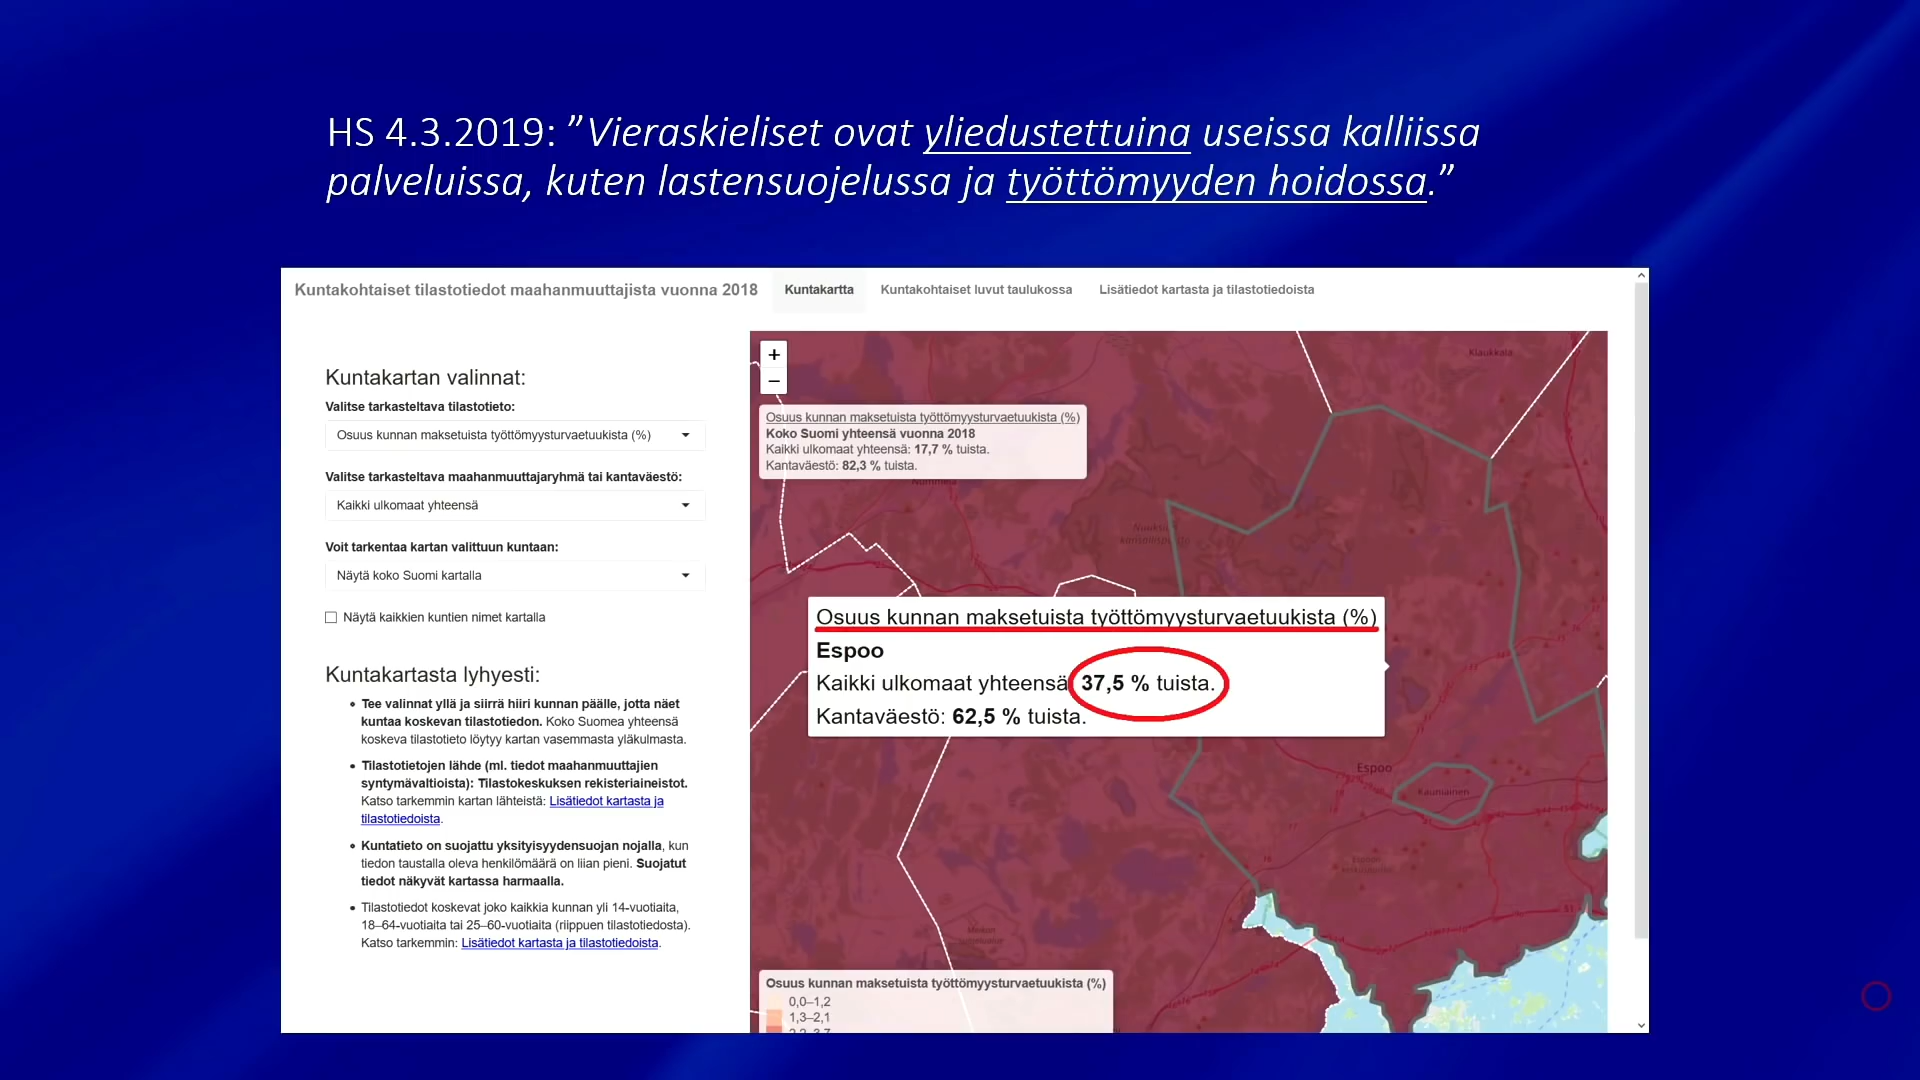 HS 4.3.2019: ”Vieraskieliset ovat yliedustettuina useissa kalliissa
palveluissa, kuten lastensuojelussa ja työttömyyden hoidossa.”
Kuntakohtaiset tilastotiedot maahanmuuttajista vuonna 2018
Kuntakartta
Kuntakohtaiset luvut taulukossa
Lisätiedot kartasta ja tilastotiedoista
Kuntakartan valinnat:
Valitse tarkasteltava tilastotieto:
Osuus kunnan maksetuista työttömyysturvaetuukista (%)
Valitse tarkasteltava maahanmuuttajaryhmä tai kantaväestö:
Kaikki ulkomaat yhteensä
Voit tarkentaa kartan valittuun kuntaan:
Näytä koko Suomi kartalla
Näytä kaikkien kuntien nimet kartalla
Kuntakartasta lyhyesti:
• Tee valinnat yllä ja siirrä hiiri kunnan päälle, jotta näet
kuntaa koskevan tilastotiedon. Koko Suomea yhteensä
koskeva tilastotieto löytyy kartan vasemmasta yläkulmasta.
• Tilastotietojen lähde (ml. tiedot maahanmuuttajien
syntymävaltioista): Tilastokeskuksen rekisteriaineistot.
Katso tarkemmin kartan lähteistä: Lisätiedot kartasta ja
tilastotiedoista.
• Kuntatieto on suojattu yksityisyydensuojan nojalla, kun
tiedon taustalla oleva henkilömäärä on liian pieni. Suojatut
tiedot näkyvät kartassa harmaalla.
• Tilastotiedot koskevat joko kaikkia kunnan yli 14-vuotiaita,
18–64-vuotiaita tai 25–60-vuotiaita (riippuen tilastotiedosta).
Katso tarkemmin: Lisätiedot kartasta ja tilastotiedoista.
+
−
Osuus kunnan maksetuista työttömyysturvaetuukista (%)
Koko Suomi yhteensä vuonna 2018
Kaikki ulkomaat yhteensä: 17,7 % tuista.
Kantaväestö: 82,3 % tuista.
Klaukkala
Nummela
Nuuksion
kansallispuisto
Osuus kunnan maksetuista työttömyysturvaetuukista (%)
Espoo
Kaikki ulkomaat yhteensä 37,5 % tuista.
Kantaväestö: 62,5 % tuista.
Espoo
Kauniainen
51
Osuus kunnan maksetuista työttömyysturvaetuukista (%)
0,0–1,2
1,3–2,1
2,2–3,7